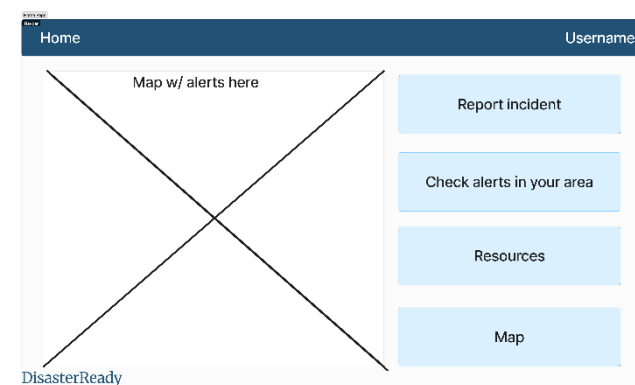 Home Username
Map w/ alerts here
Report incident
Check alerts in your area
Resources
Map
DisasterReady